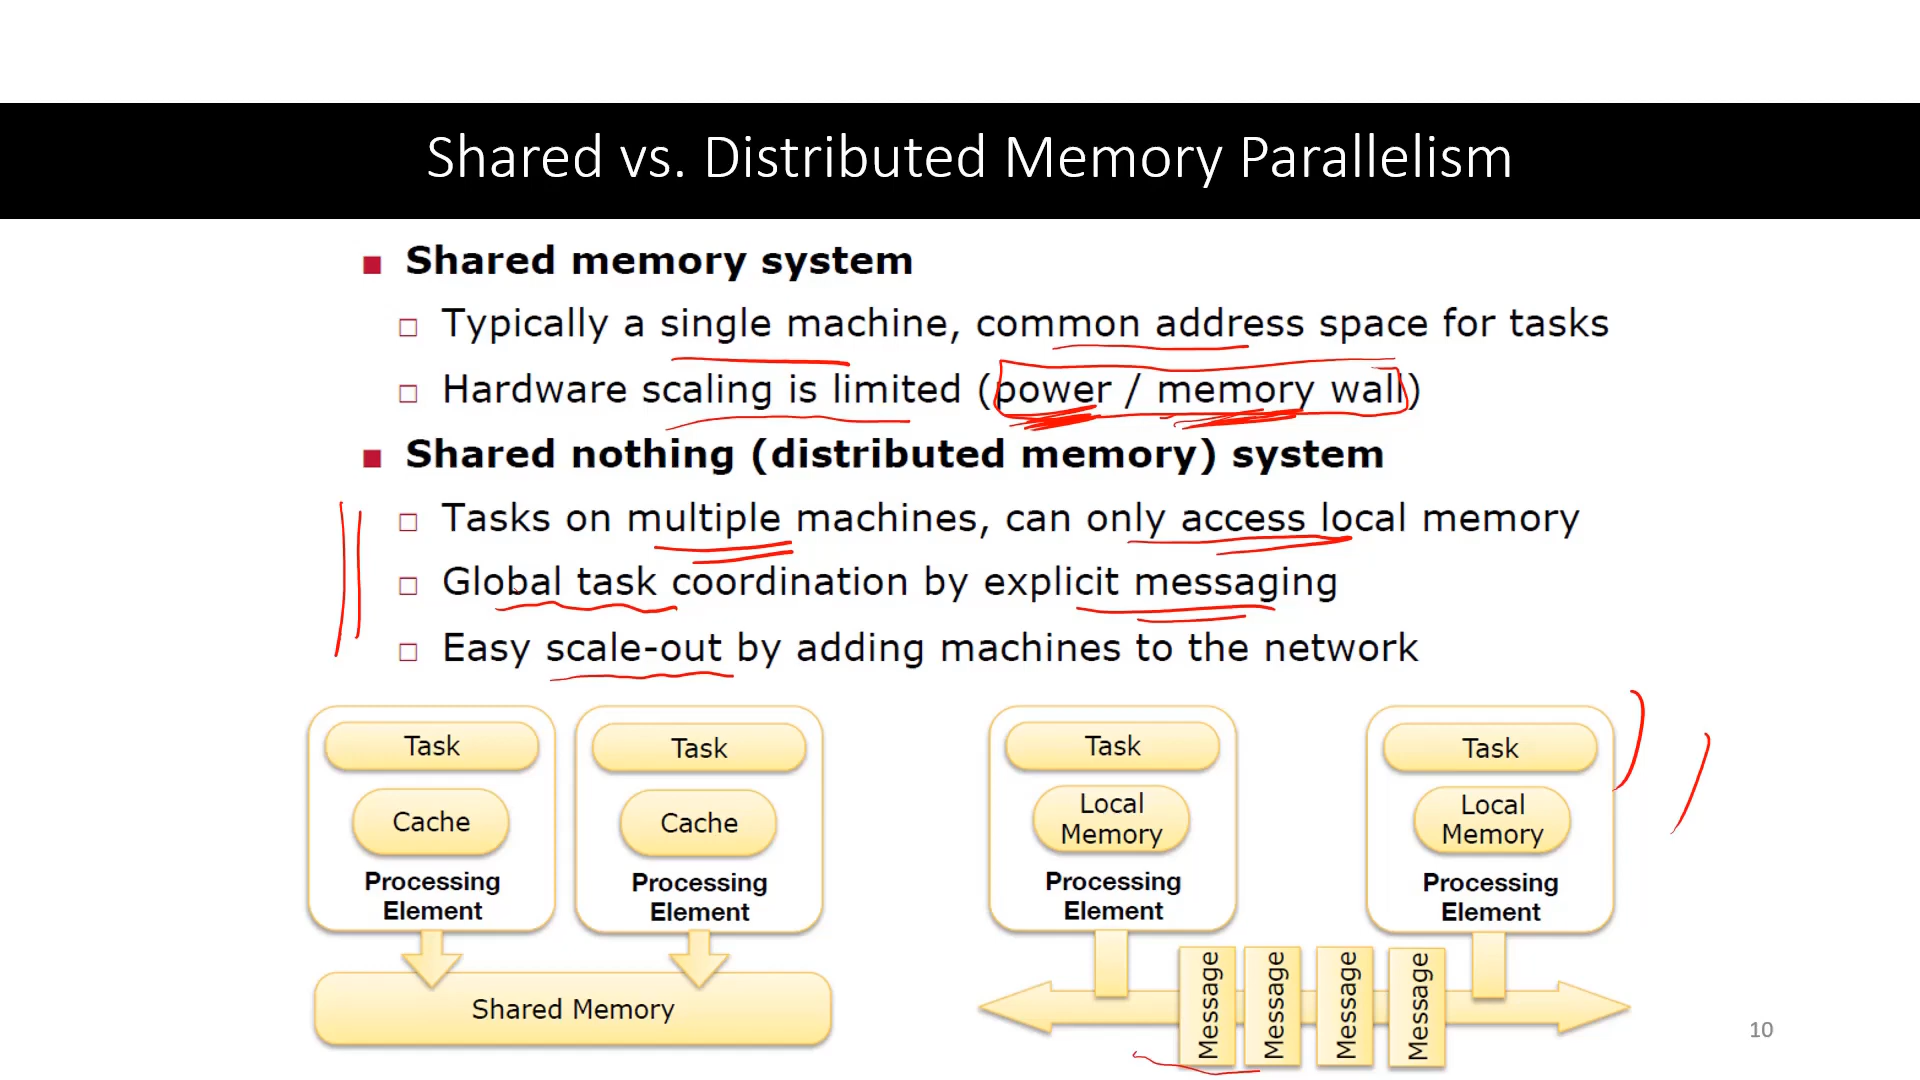 Shared vs. Distributed Memory Parallelism
Shared memory system
Typically a single machine, common address space for tasks
Hardware scaling is limited (power / memory wall)
Shared nothing (distributed memory) system
Tasks on multiple machines, can only access local memory
Global task coordination by explicit messaging
Easy scale-out by adding machines to the network
Task
Cache
Processing
Element
Task
Cache
Processing
Element
Shared Memory
Task
Local
Memory
Processing
Element
Task
Local
Memory
Processing
Element
Message
Message
Message
Message
10